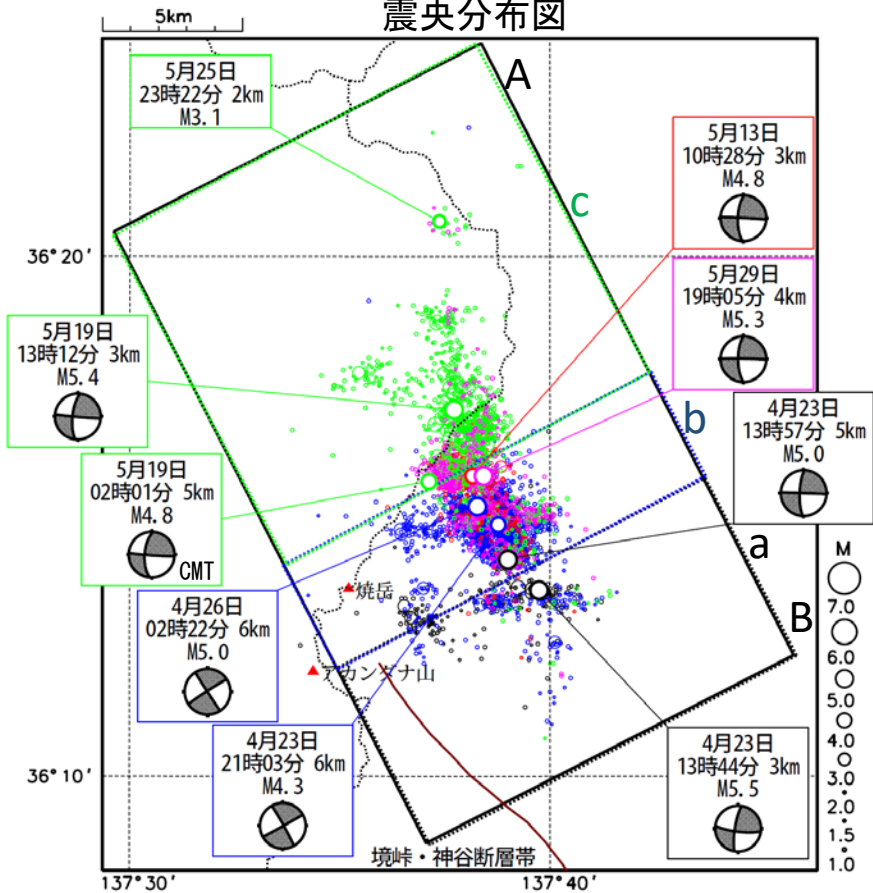 震央分布図
5km
A
5月25日
23時22分 2km
M3.1
5月13日
10時28分 3km
M4.8
c
36°20′
5月29日
19時05分 4km
M5.3
5月19日
13時12分 3km
M5.4
b
4月23日
13時57分 5km
M5.0
5月19日
02時01分 5km
M4.8
CMT
a
焼岳
B
M
7.0
6.0
5.0
4.0
3.0
2.0
1.5
1.0
4月26日
02時22分 6km
M5.0
アカンダナ山
4月23日
21時03分 6km
M4.3
4月23日
13時44分 3km
M5.5
36°10′
境峠・神谷断層帯
137°30′
137°40′